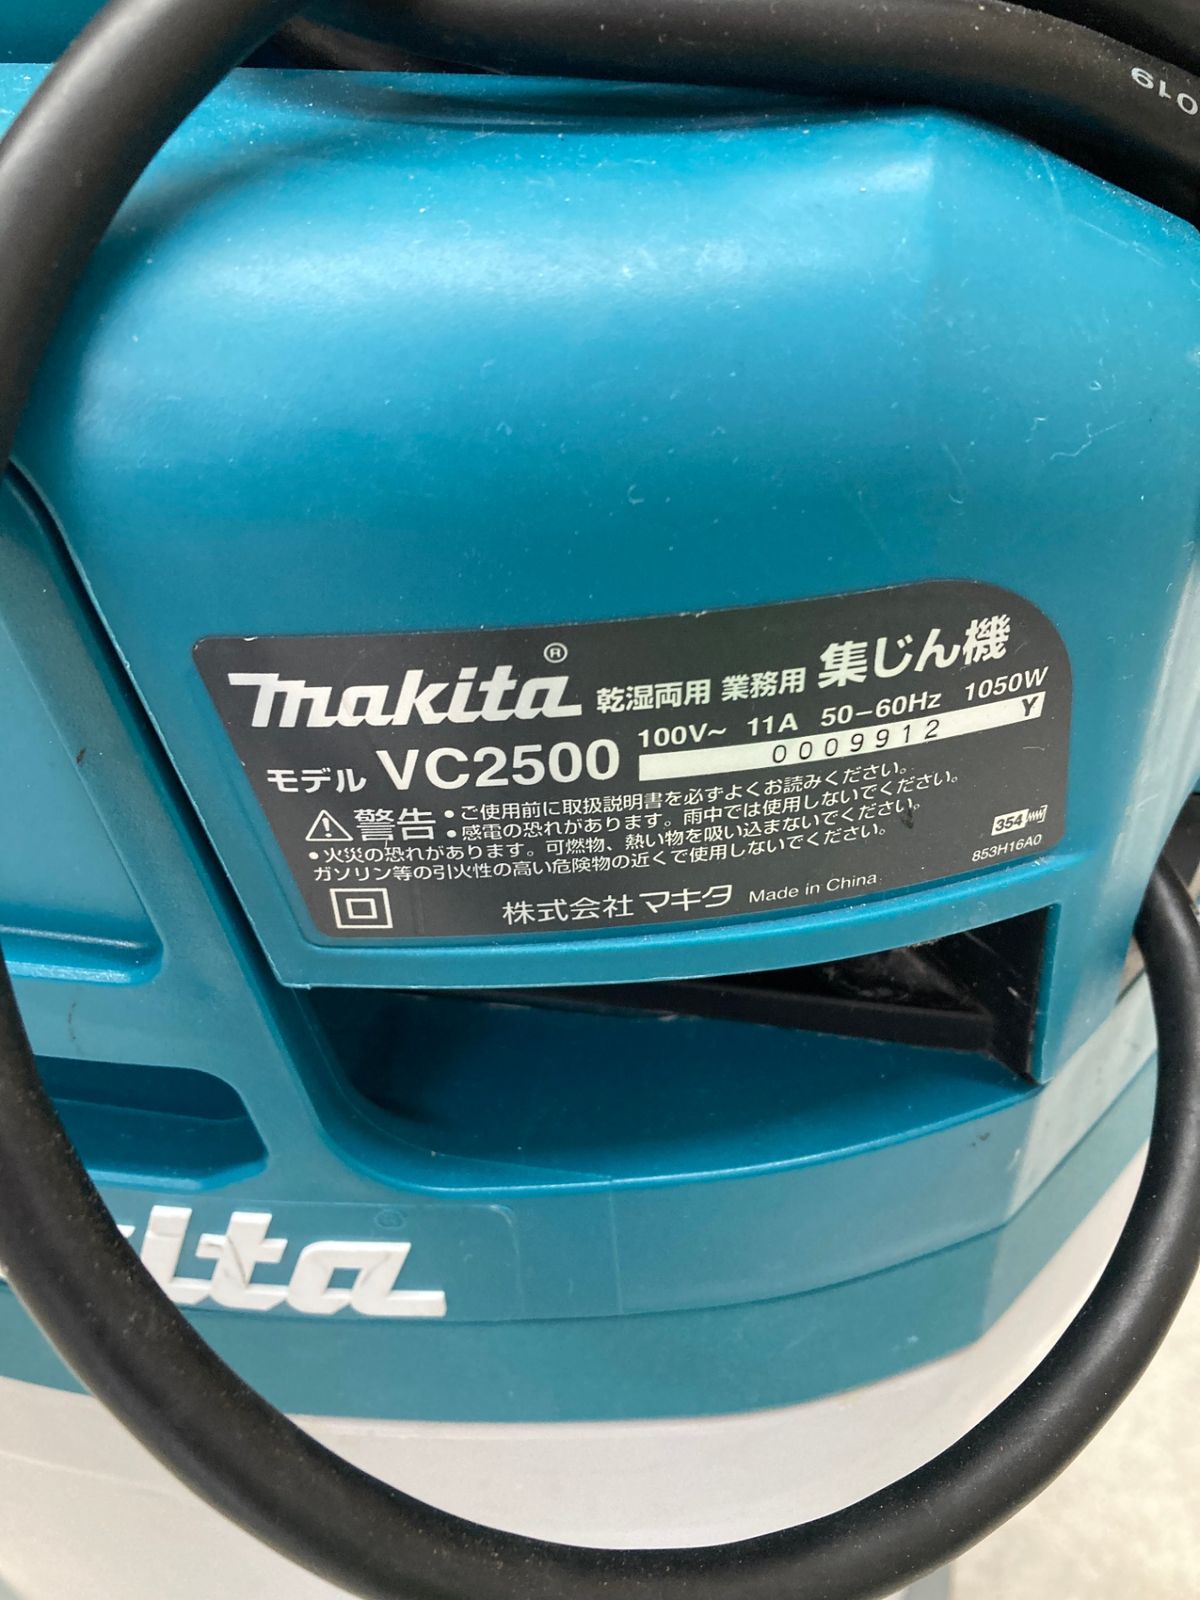 019
makita®
乾湿両用 業務用 集じん機
100V～ 11A 50-60Hz 1050W
モデル VC2500
0009912 Y
警告
・ご使用前に取扱説明書を必ずよくお読みください。
・感電の恐れがあります。雨中では使用しないでください。
・火災の恐れがあります。可燃物、熱い物を吸い込まないでください。
ガソリン等の引火性の高い危険物の近くで使用しないでください。
354
853H16A0
株式会社 マキタ Made in China
kita®